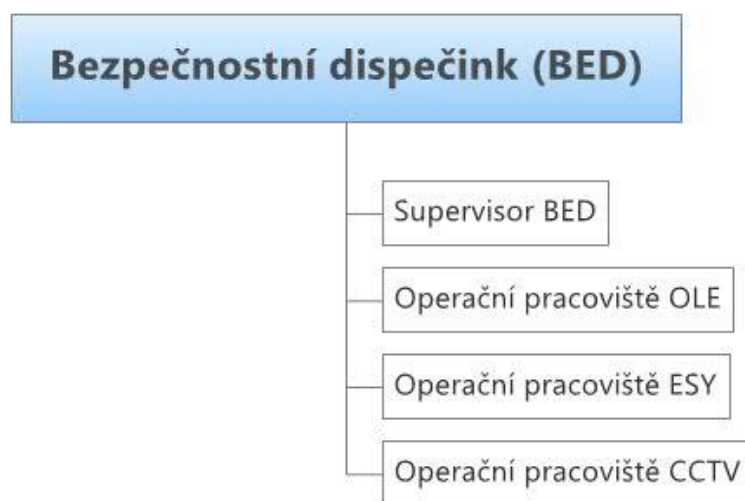 Bezpečnostní dispečink (BED)
Supervisor BED
Operační pracoviště OLE
Operační pracoviště ESY
Operační pracoviště CCTV